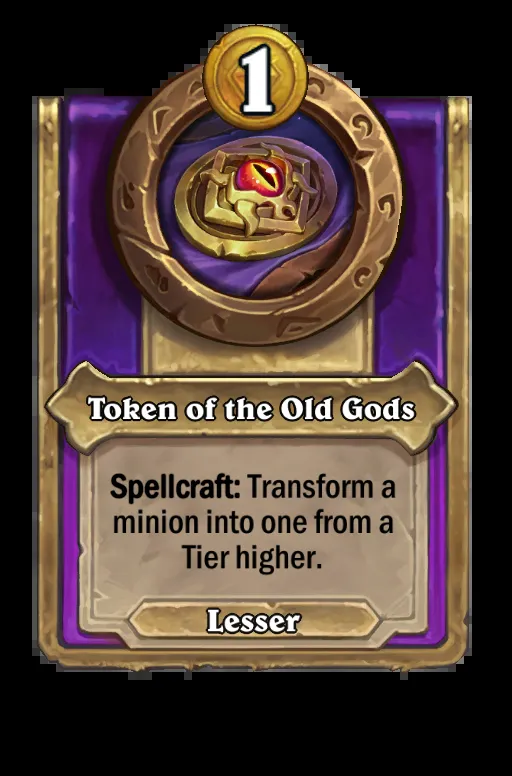 1
Token of the Old Gods
Spellcraft: Transform a
minion into one from a
Tier higher.
Lesser